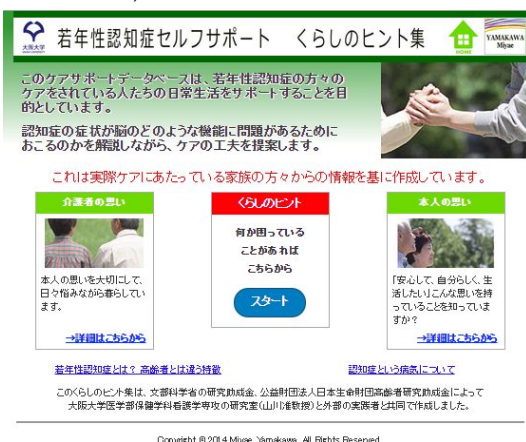 大阪大学
若年性認知症セルフサポート くらしのヒント集
HOME
YAMAKAWA
Miyae
このケアサポートデータベースは、若年性認知症の方々の
ケアをされている人たちの日常生活をサポートすることを目
的としています。
認知症の症状が脳のどのような機能に問題があるために
おこるのかを解説しながら、ケアの工夫を提案します。
これは実際ケアにあたっている家族の方々からの情報を基に作成しています。
介護者の思い
本人の思いを大切にして、
日々悩みながら暮らしてい
ます。
→詳細はこちらから
くらしのヒント
何か困っている
ことがあれば
こちらから
スタート
本人の思い
「安心して、自分らしく、生
活したい」こんな思いを持
っていることを知っていま
すか？
→詳細はこちらから
若年性認知症とは？ 高齢者とは違う特徴
認知症という病気について
このくらしのヒント集は、文部科学省の研究助成金、公益財団法人日本生命財団高齢者研究助成金によって
大阪大学医学部保健学科看護学専攻の研究室(山川准教授)と外部の実践者と共同で作成しました。
Copyright © 2014 Miyae Yamakawa. All Rights Reserved.